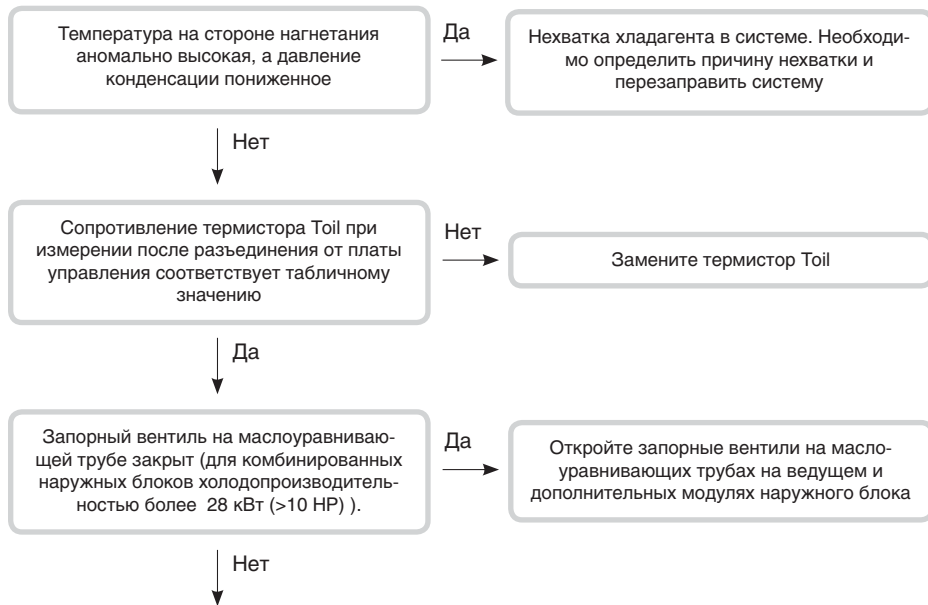 Температура на стороне нагнетания
аномально высокая, а давление
конденсации пониженное
Да
Нехватка хладагента в системе. Необходи-
мо определить причину нехватки и
перезаправить систему
Нет
Сопротивление термистора Toil при
измерении после разъединения от платы
управления соответствует табличному
значению
Нет
Замените термистор Toil
Да
Запорный вентиль на маслоуравниваю-
щей трубе закрыт (для комбинированных
наружных блоков холодопроизводитель-
ностью более  28 кВт (>10 HP) ).
Да
Откройте запорные вентили на масло-
уравнивающих трубах на ведущем и
дополнительных модулях наружного блока
Нет